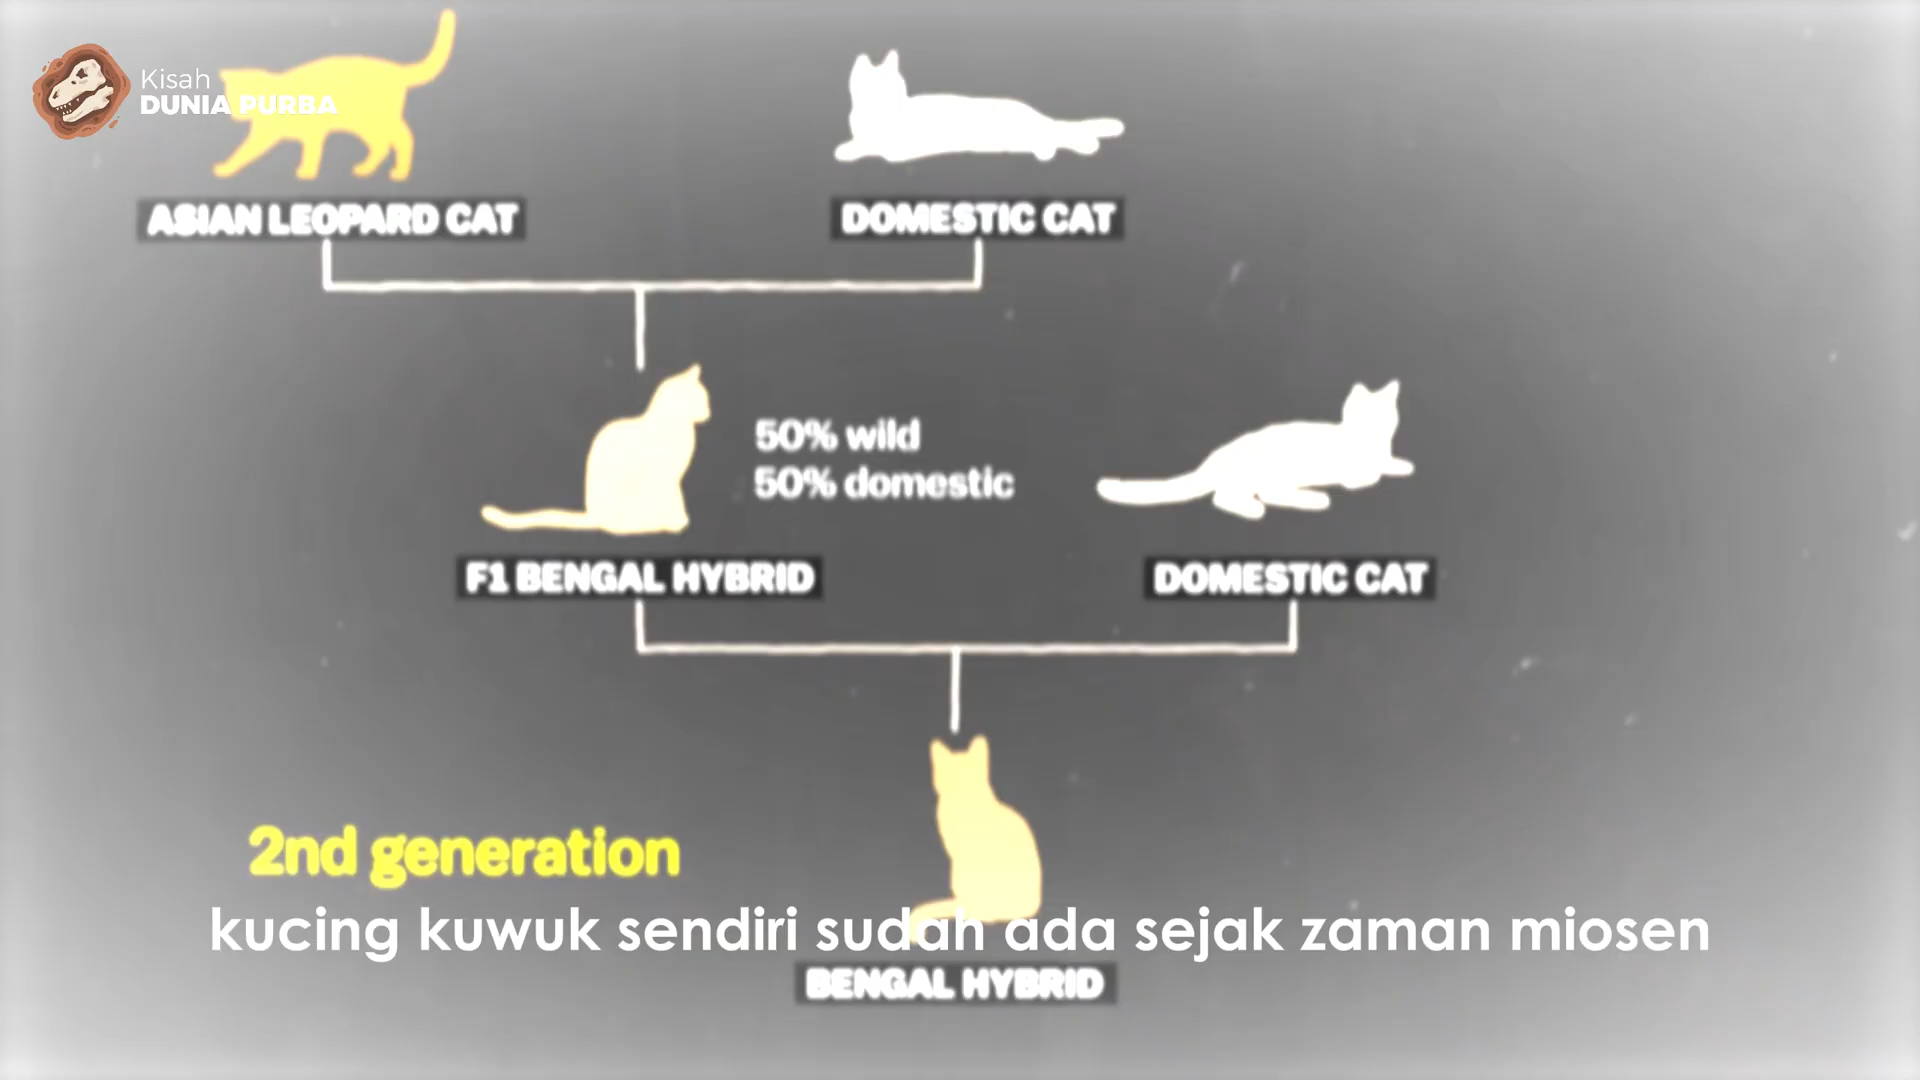 Kisah
DUNIA PURBA
ASIAN LEOPARD CAT
DOMESTIC CAT
50% wild
50% domestic
F1 BENGAL HYBRID
DOMESTIC CAT
2nd generation
kucing kuwuk sendiri sudah ada sejak zaman miosen
BENGAL HYBRID